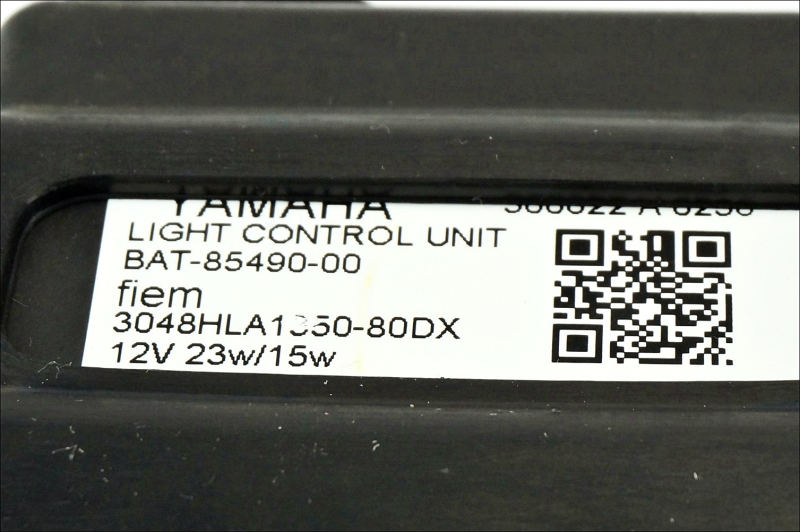 YAMAHA
LIGHT CONTROL UNIT
BAT-85490-00
fiem
12V 23w/15w